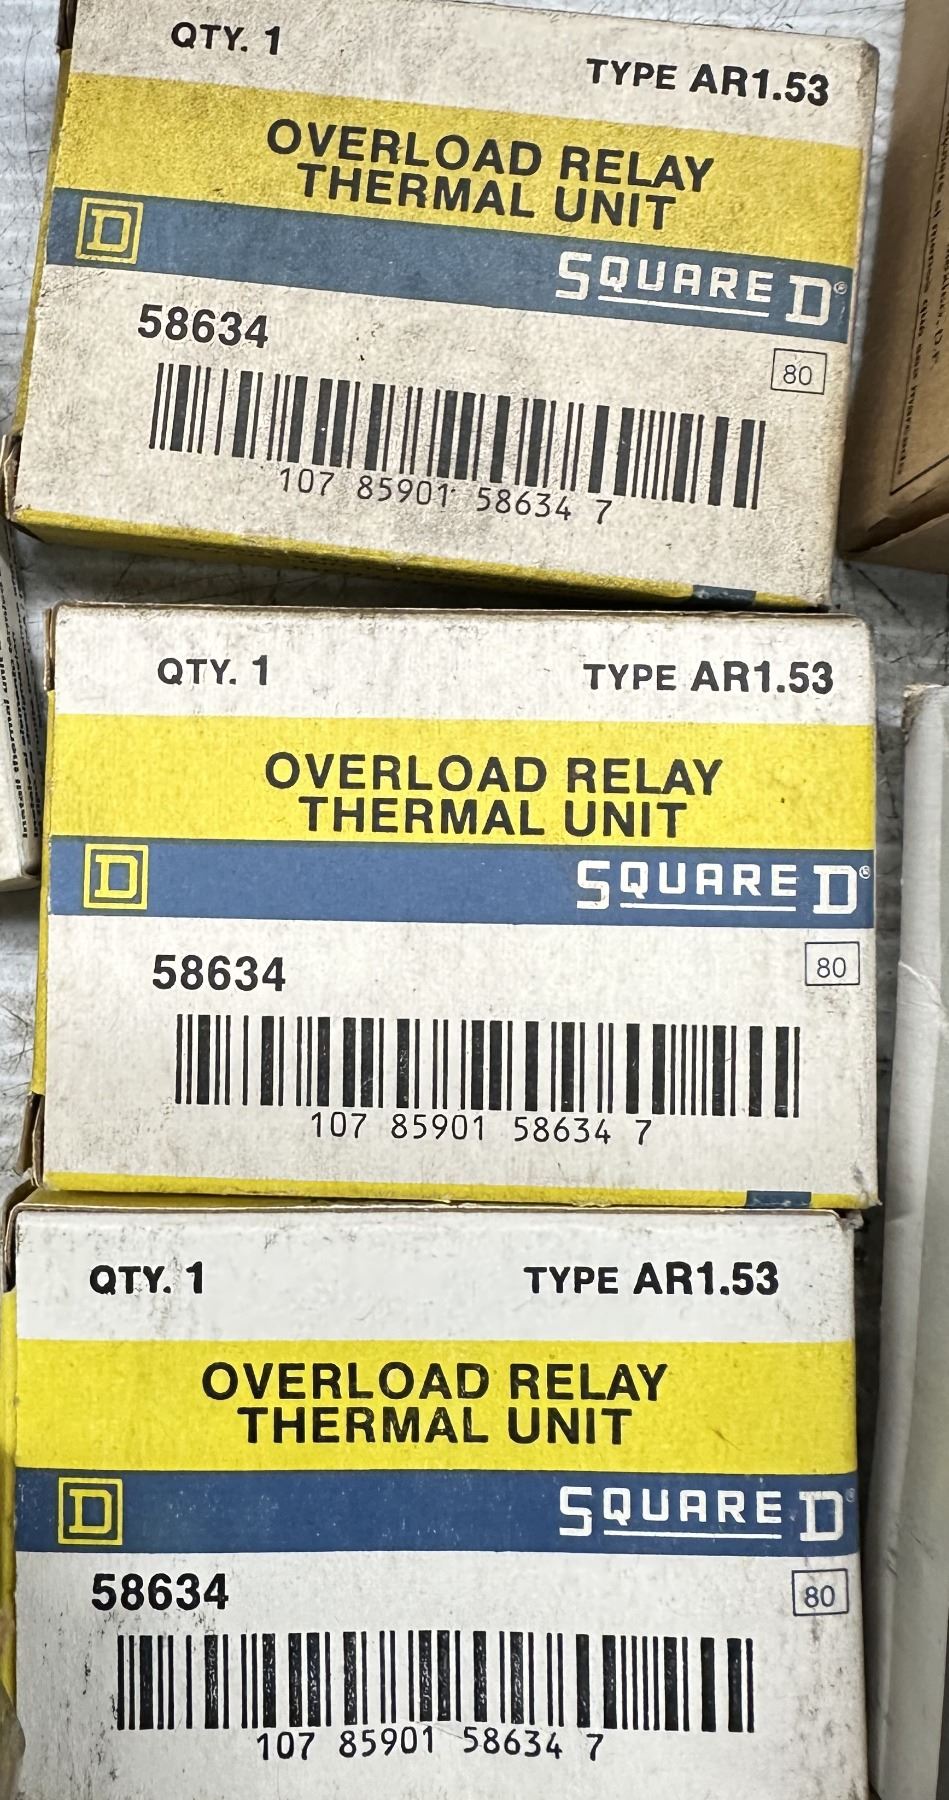 QTY. 1 TYPE AR1.53
OVERLOAD RELAY
THERMAL UNIT
D SQUARE D®
58634
80
107 85901 58634 7
QTY. 1 TYPE AR1.53
OVERLOAD RELAY
THERMAL UNIT
D SQUARE D®
58634
80
107 85901 58634 7
QTY. 1 TYPE AR1.53
OVERLOAD RELAY
THERMAL UNIT
D SQUARE D®
58634
80
107 85901 58634 7